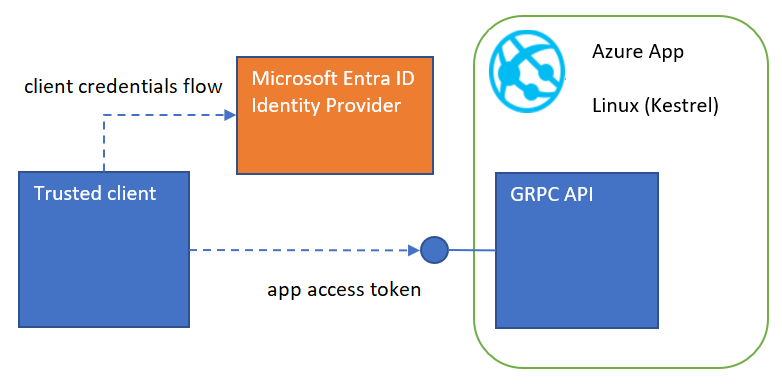 client credentials flow
Microsoft Entra ID
Identity Provider
Azure App
Linux (Kestrel)
Trusted client
GRPC API
app access token